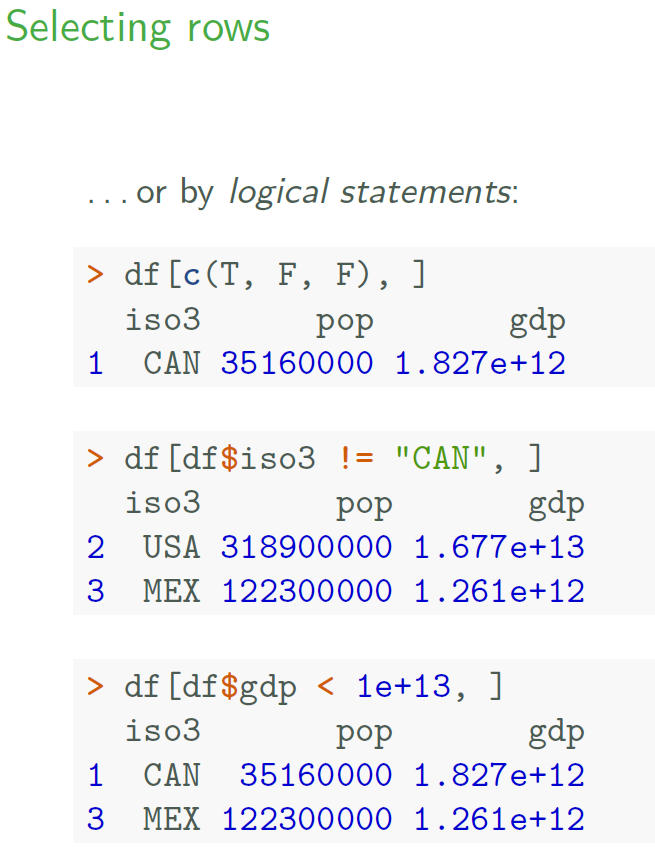 Selecting rows
...or by logical statements:
> df[c(T, F, F), ]
  iso3      pop       gdp
1  CAN 35160000 1.827e+12
> df[df$iso3 != "CAN", ]
  iso3       pop       gdp
2  USA 318900000 1.677e+13
3  MEX 122300000 1.261e+12
> df[df$gdp < 1e+13, ]
  iso3       pop       gdp
1  CAN  35160000 1.827e+12
3  MEX 122300000 1.261e+12